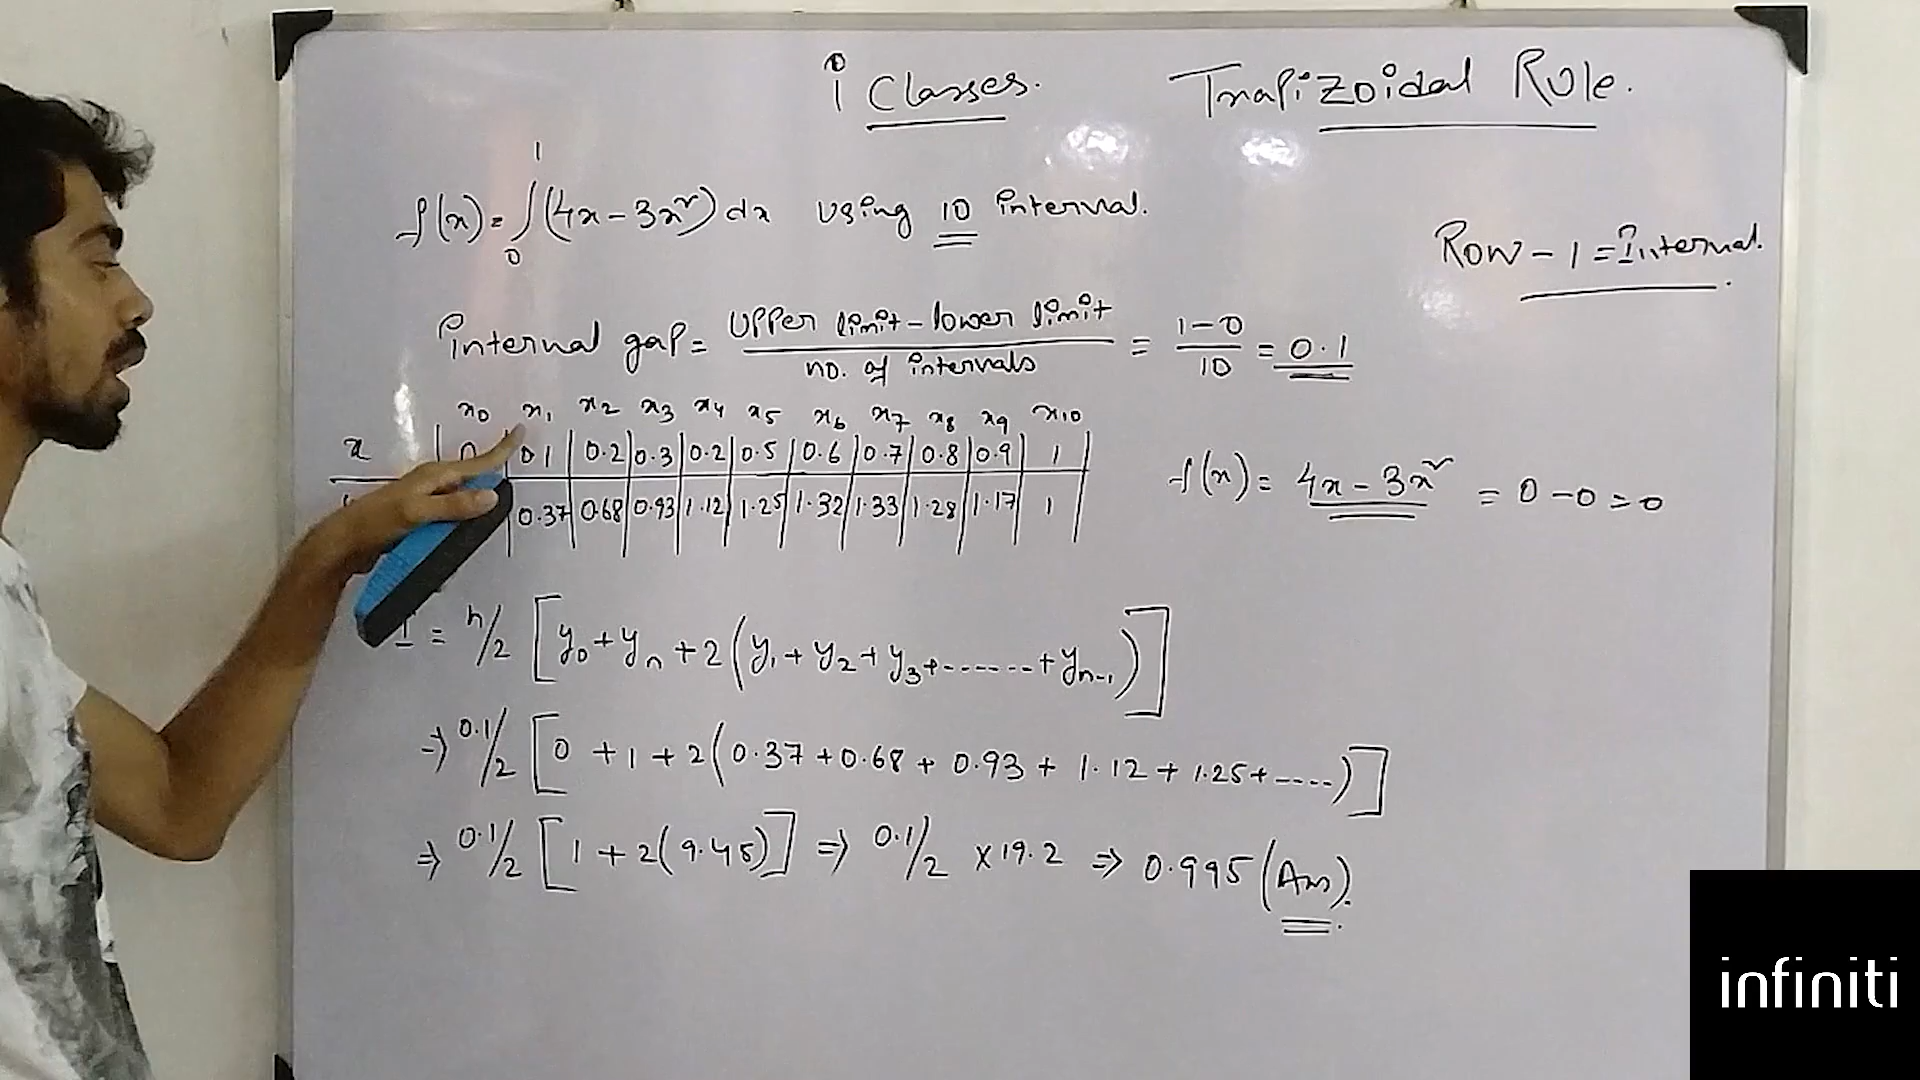 i Classes. Trapizoidal Rule.
f(x) = ∫₀¹ (4x - 3x²) dx using 10 interval.
Row - 1 = Interval.
interval gap = (upper limit - lower limit) / (no. of intervals) = (1 - 0) / 10 = 0.1
x0 x1 x2 x3 x4 x5 x6 x7 x8 x9 x10
x 0 0.1 0.2 0.3 0.2 0.5 0.6 0.7 0.8 0.9 1
0.37 0.68 0.93 1.12 1.25 1.32 1.33 1.28 1.17 1
f(x) = 4x - 3x² = 0 - 0 = 0
I = h/2 [y0 + yn + 2(y1 + y2 + y3 + ...... + yn-1)]
→ 0.1/2 [0 + 1 + 2(0.37 + 0.68 + 0.93 + 1.12 + 1.25 + ....)]
⇒ 0.1/2 [1 + 2(9.45)] ⇒ 0.1/2 × 19.2 ⇒ 0.995 (Ans).
infiniti